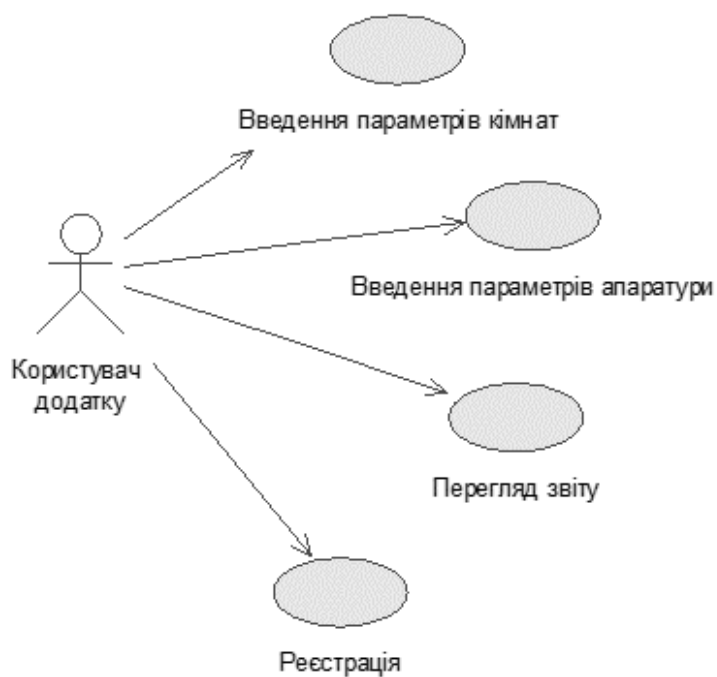 Введення параметрів кімнат
Введення параметрів апаратури
Користувач
додатку
Перегляд звіту
Реєстрація